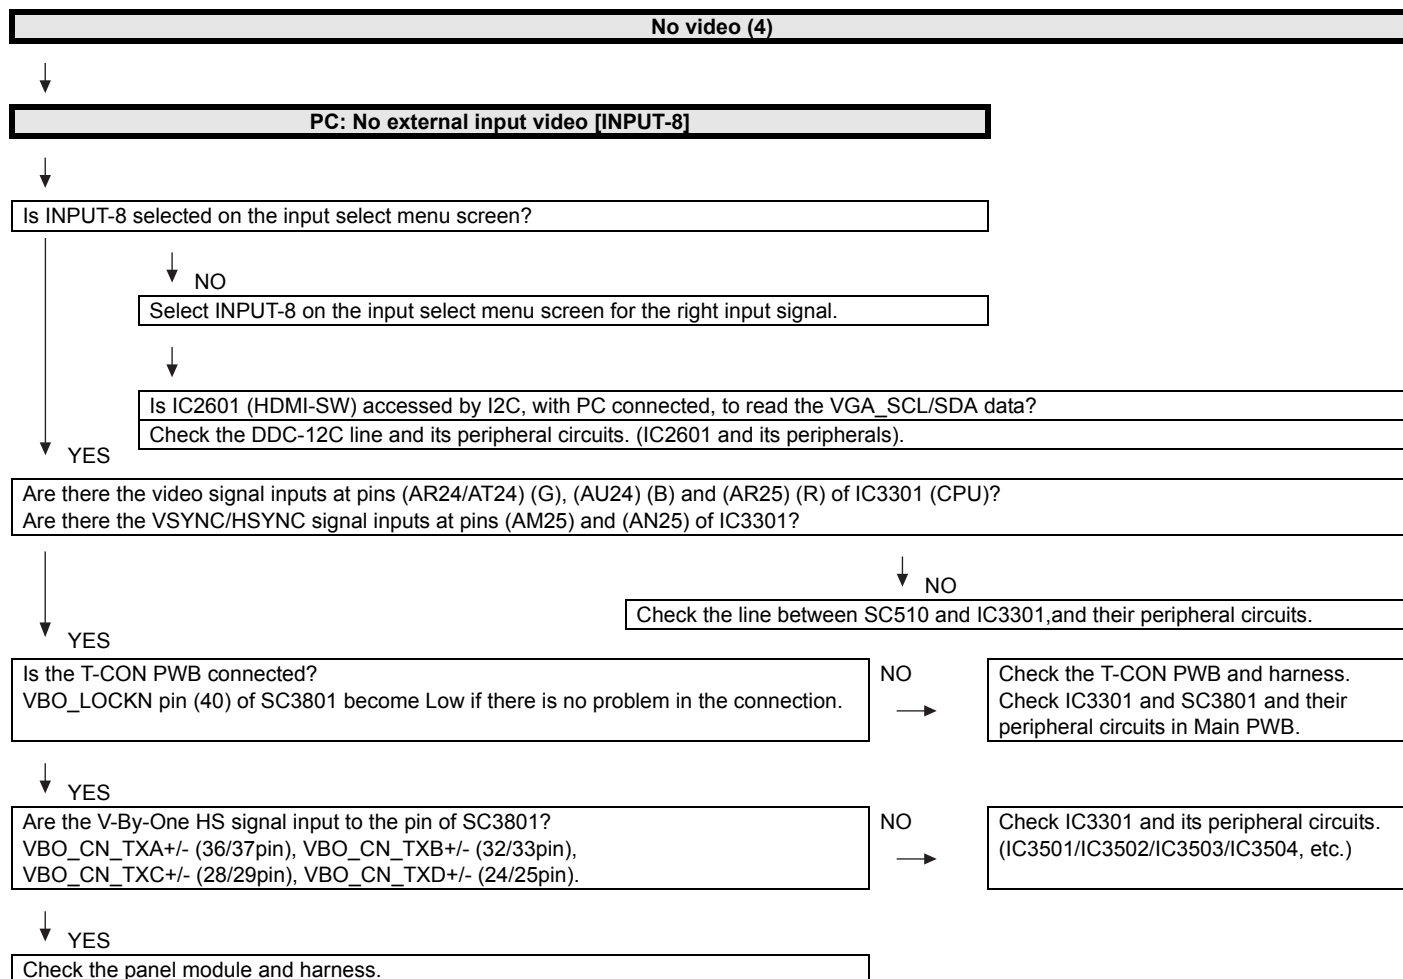 No video (4)
PC: No external input video [INPUT-8]
Is INPUT-8 selected on the input select menu screen?
NO
Select INPUT-8 on the input select menu screen for the right input signal.
Is IC2601 (HDMI-SW) accessed by I2C, with PC connected, to read the VGA_SCL/SDA data?
Check the DDC-12C line and its peripheral circuits. (IC2601 and its peripherals).
YES
Are there the video signal inputs at pins (AR24/AT24) (G), (AU24) (B) and (AR25) (R) of IC3301 (CPU)?
Are there the VSYNC/HSYNC signal inputs at pins (AM25) and (AN25) of IC3301?
NO
Check the line between SC510 and IC3301,and their peripheral circuits.
YES
Is the T-CON PWB connected?
VBO_LOCKN pin (40) of SC3801 become Low if there is no problem in the connection.
NO
Check the T-CON PWB and harness.
Check IC3301 and SC3801 and their
peripheral circuits in Main PWB.
YES
Are the V-By-One HS signal input to the pin of SC3801?
VBO_CN_TXA+/- (36/37pin), VBO_CN_TXB+/- (32/33pin),
VBO_CN_TXC+/- (28/29pin), VBO_CN_TXD+/- (24/25pin).
NO
Check IC3301 and its peripheral circuits.
(IC3501/IC3502/IC3503/IC3504, etc.)
YES
Check the panel module and harness.